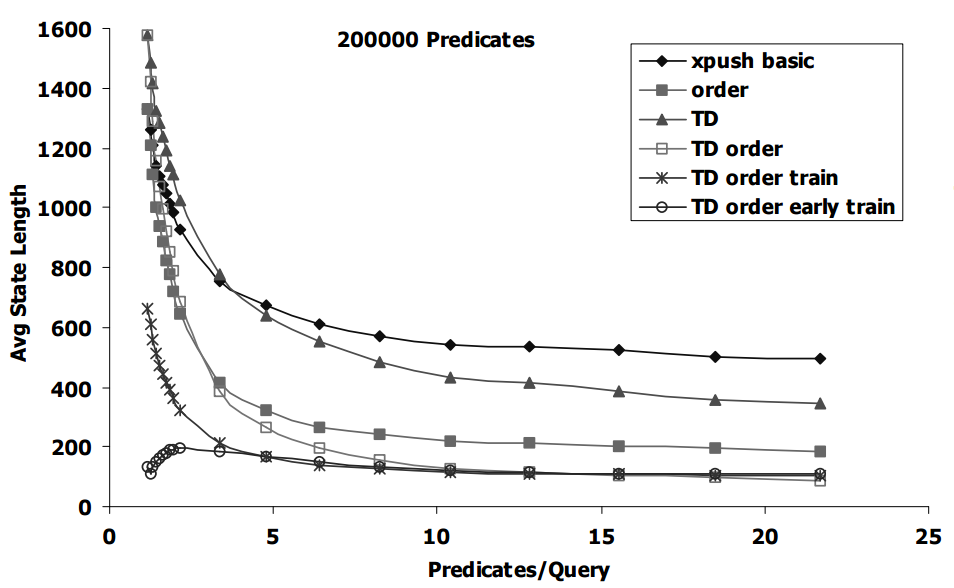 200000 Predicates
xpush basic
order
TD
TD order
TD order train
TD order early train
Avg State Length
1600
1400
1200
1000
800
600
400
200
0
0 5 10 15 20 25
Predicates/Query